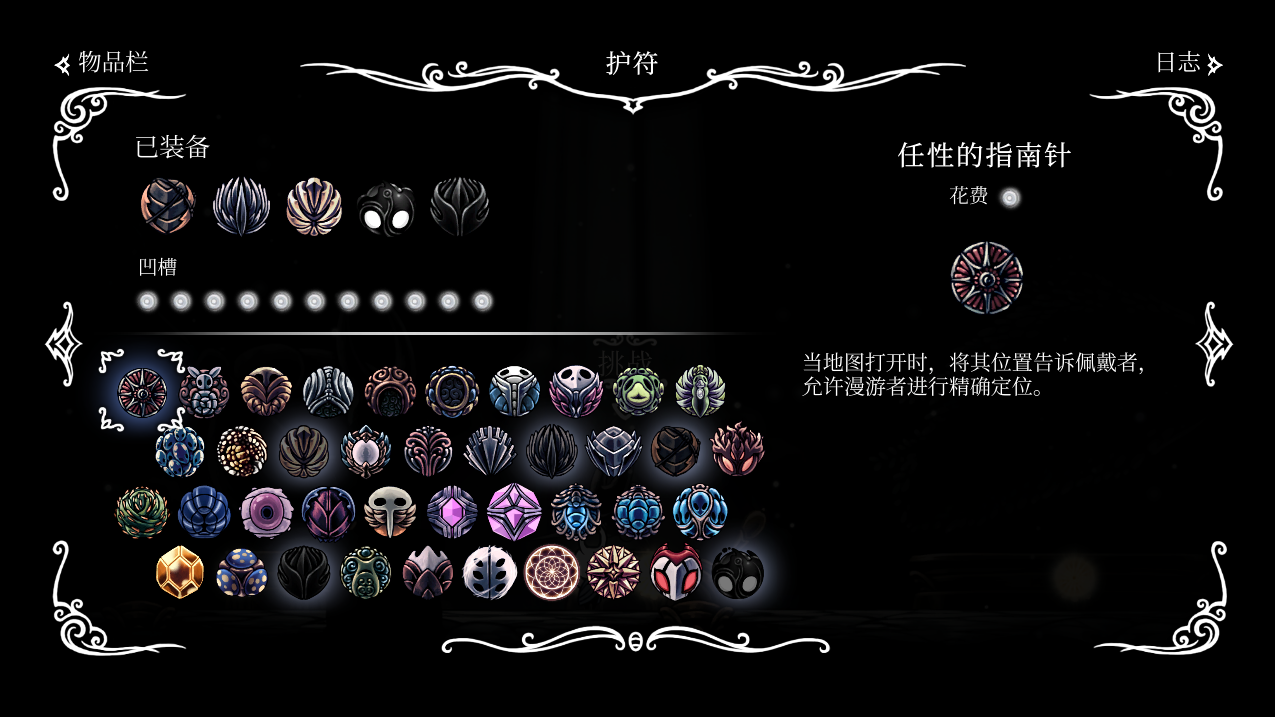 物品栏
护符
日志
已装备
凹槽
任性的指南针
花费
当地图打开时，将其位置告诉佩戴者，
允许漫游者进行精确定位。
挑战